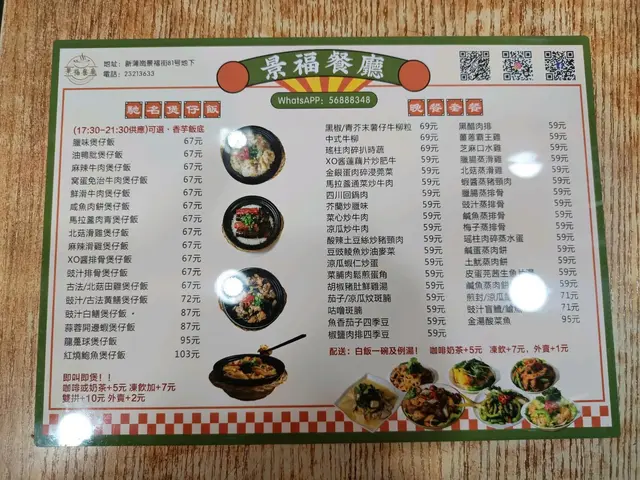 地址：新蒲崗景福街81號地下
電話：23213633
景福餐廳
WhatsAPP：56888348
馳名煲仔飯
(17:30-21:30供應)可選，香芋飯底
臘味煲仔飯 67元
油鴨髀煲仔飯 67元
麻辣牛肉煲仔飯 67元
窩蛋免治牛肉煲仔飯 67元
鮮滑牛肉煲仔飯 67元
咸魚肉餅煲仔飯 67元
馬拉盞肉青煲仔飯 67元
北菇滑雞煲仔飯 67元
麻辣滑雞煲仔飯 67元
XO醬排骨煲仔飯 67元
豉汁排骨煲仔飯 67元
古法/北菇田雞煲仔飯 67元
豉汁/古法黃鱔煲仔飯 72元
豉汁白鱔煲仔飯 87元
蒜蓉開邊蝦煲仔飯 87元
龍躉球煲仔飯 95元
紅燒鮑魚煲仔飯 103元
即叫即煲！！
咖啡或奶茶+5元 凍飲加+7元
雙拼+10元 外賣+2元
晚餐套餐
黑椒/青芥末薯仔牛柳粒 69元
中式牛柳 69元
瑤柱肉碎扒時蔬 59元
XO醬蓮藕片炒肥牛 59元
金銀蛋肉碎浸莧菜 59元
馬拉盞通菜炒牛肉 59元
四川回鍋肉 59元
芥蘭炒臘味 59元
菜心炒牛肉 59元
涼瓜炒牛肉 59元
酸辣土豆絲炒豬頸肉 59元
豆豉鯪魚炒油麥菜 59元
涼瓜蝦仁炒蛋 59元
菜脯肉鬆煎蛋角 59元
胡椒豬肚鮮雞湯 59元
茄子/涼瓜炆斑腩 59元
咕嚕斑腩 59元
魚香茄子四季豆 59元
椒鹽肉排四季豆 59元
黑醋肉排 59元
薑蔥霸王雞 59元
芝麻口水雞 59元
臘腸蒸滑雞 59元
北菇蒸滑雞 59元
蝦醬蒸豬頸肉 59元
臘腸蒸排骨 59元
豉汁蒸排骨 59元
鹹魚蒸排骨 59元
梅子蒸排骨 59元
瑤柱肉碎蒸水蛋 59元
鹹蛋蒸肉餅 59元
土魷蒸肉餅 59元
皮蛋莞茜生魚片湯 59元
鹹魚蒸肉餅 59元
煎封/涼瓜 71元
豉汁盲鰽 71元
金湯酸菜魚 95元
配送：白飯一碗及例湯！ 咖啡奶茶+5元 凍飲+7元，外賣+1元